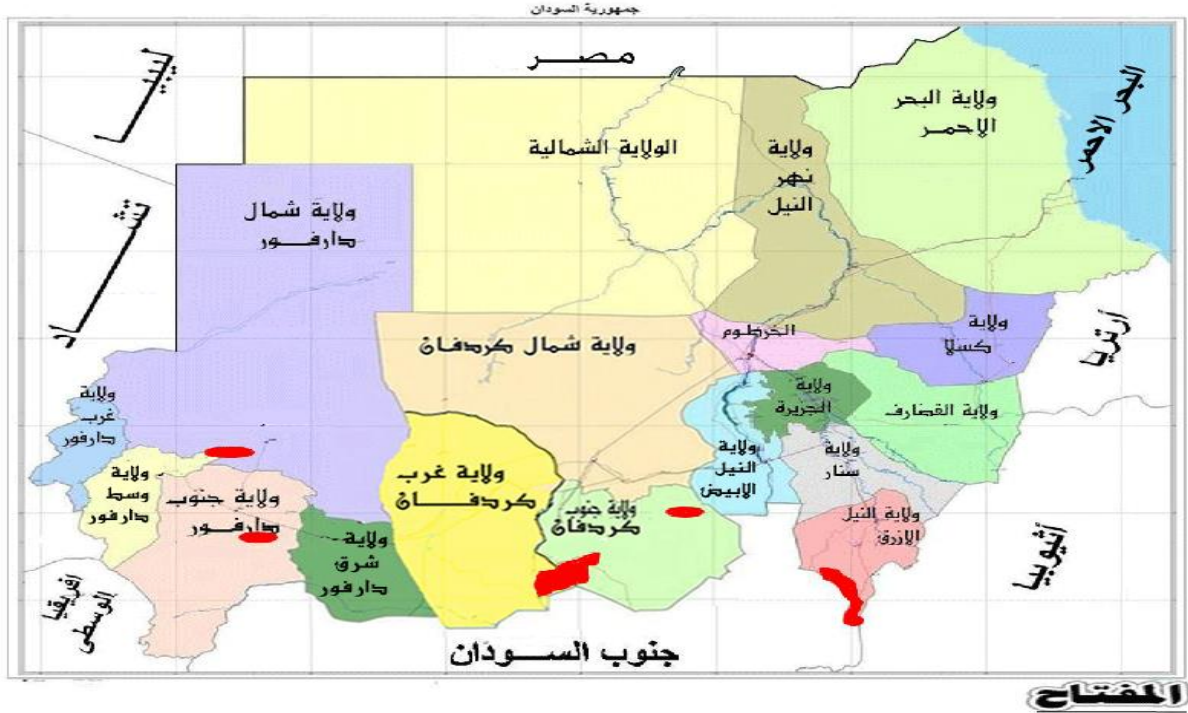 جمهورية السودان
ليبيا
مصر
البحر الاحمر
ولاية البحر
الاحمر
الولاية الشمالية
ولاية
نهر
النيل
تشاد
ولاية شمال
دارفور
الخرطوم
ولاية
كسلا
أرتريا
ولاية شمال كردفان
ولاية
غرب
دارفور
ولاية
الجزيرة
ولاية القضارف
ولاية
وسط
دارفور
ولاية جنوب
دارفور
ولاية غرب
كردفان
ولاية
النيل
الابيض
ولاية
سنار
ولاية جنوب
كردفان
ولاية النيل
الازرق
ولاية
شرق
دارفور
أثيوبيا
افريقيا
الوسطى
جنوب السودان
المفتاح